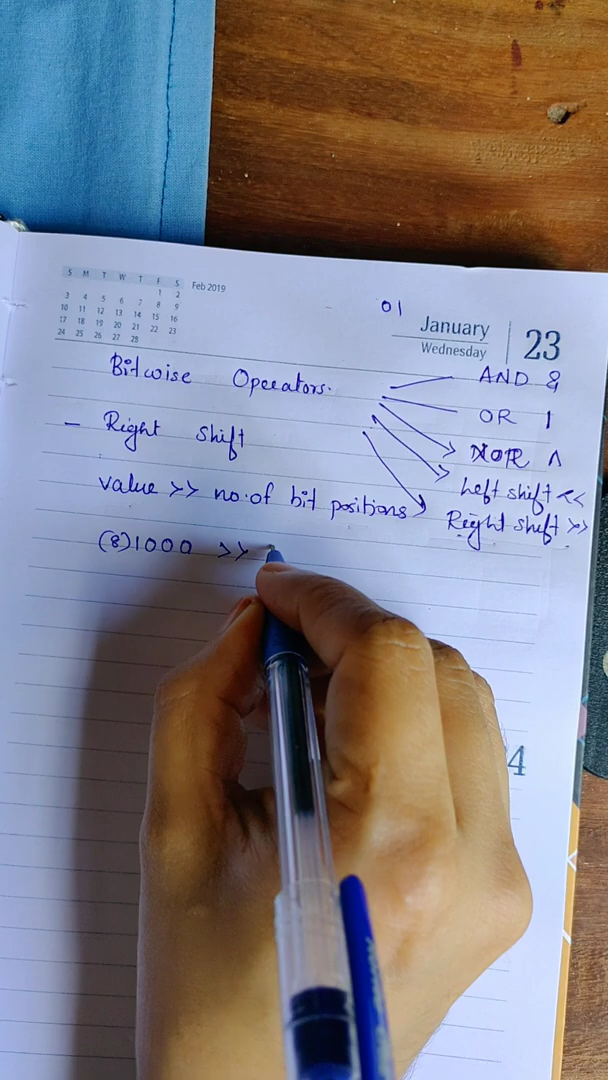 S M T W T F S
1 2
3 4 5 6 7 8 9
10 11 12 13 14 15 16
17 18 19 20 21 22 23
24 25 26 27 28
Feb 2019
01
January
Wednesday
23
Bitwise Operators.
AND &
OR |
XOR ^
Left shift <<
Right shift >>
- Right shift
value >> no. of bit positions
(8)1000 >>
4